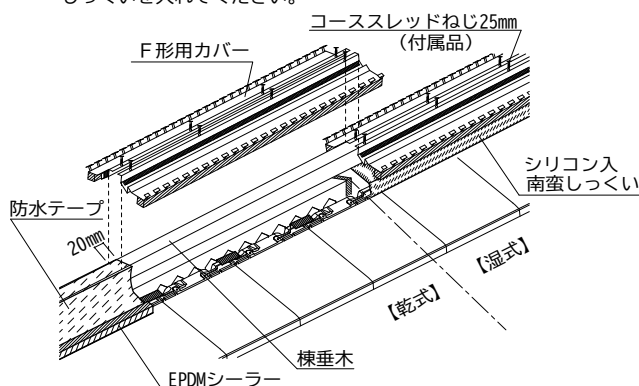 しっくいを入れてください。
コーススレッドねじ25mm
（付属品）
Ｆ形用カバー
シリコン入
南蛮しっくい
防水テープ
20mm
【湿式】
【乾式】
棟垂木
EPDMシーラー